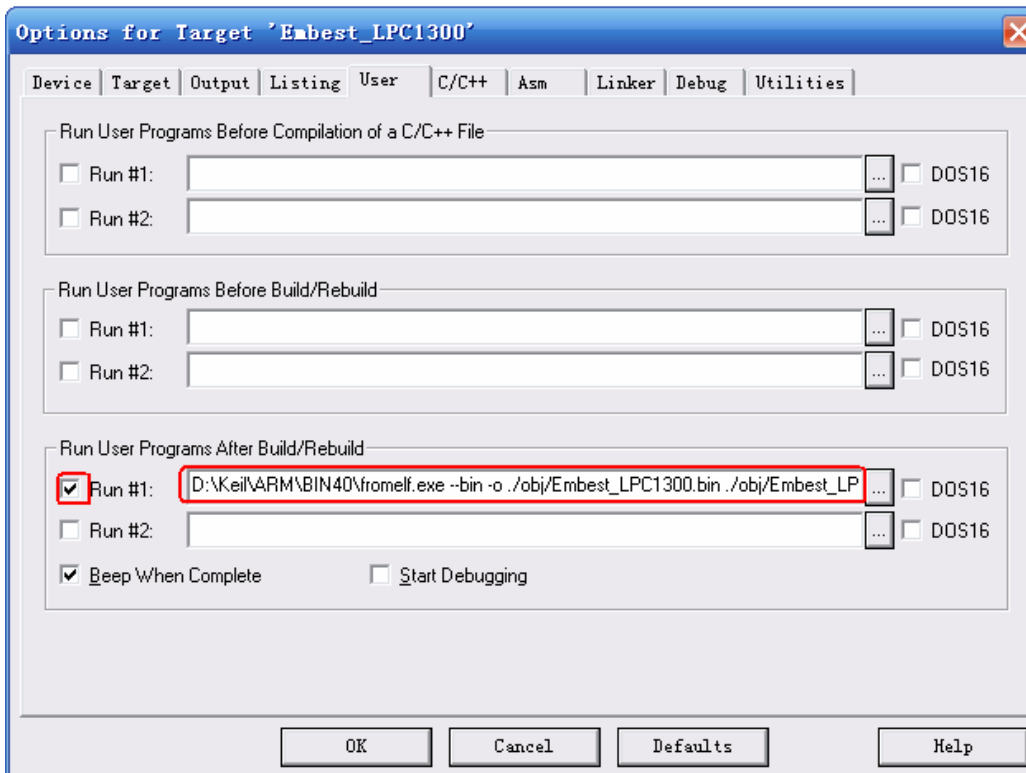 Options for Target 'Embest_LPC1300'
Device Target Output Listing User C/C++ Asm Linker Debug Utilities
Run User Programs Before Compilation of a C/C++ File
Run #1: ... DOS16
Run #2: ... DOS16
Run User Programs Before Build/Rebuild
Run #1: ... DOS16
Run #2: ... DOS16
Run User Programs After Build/Rebuild
Run #1: D:\Keil\ARM\BIN40\fromelf.exe --bin -o ./obj/Embest_LPC1300.bin ./obj/Embest_LP ... DOS16
Run #2: ... DOS16
Beep When Complete Start Debugging
OK Cancel Defaults Help